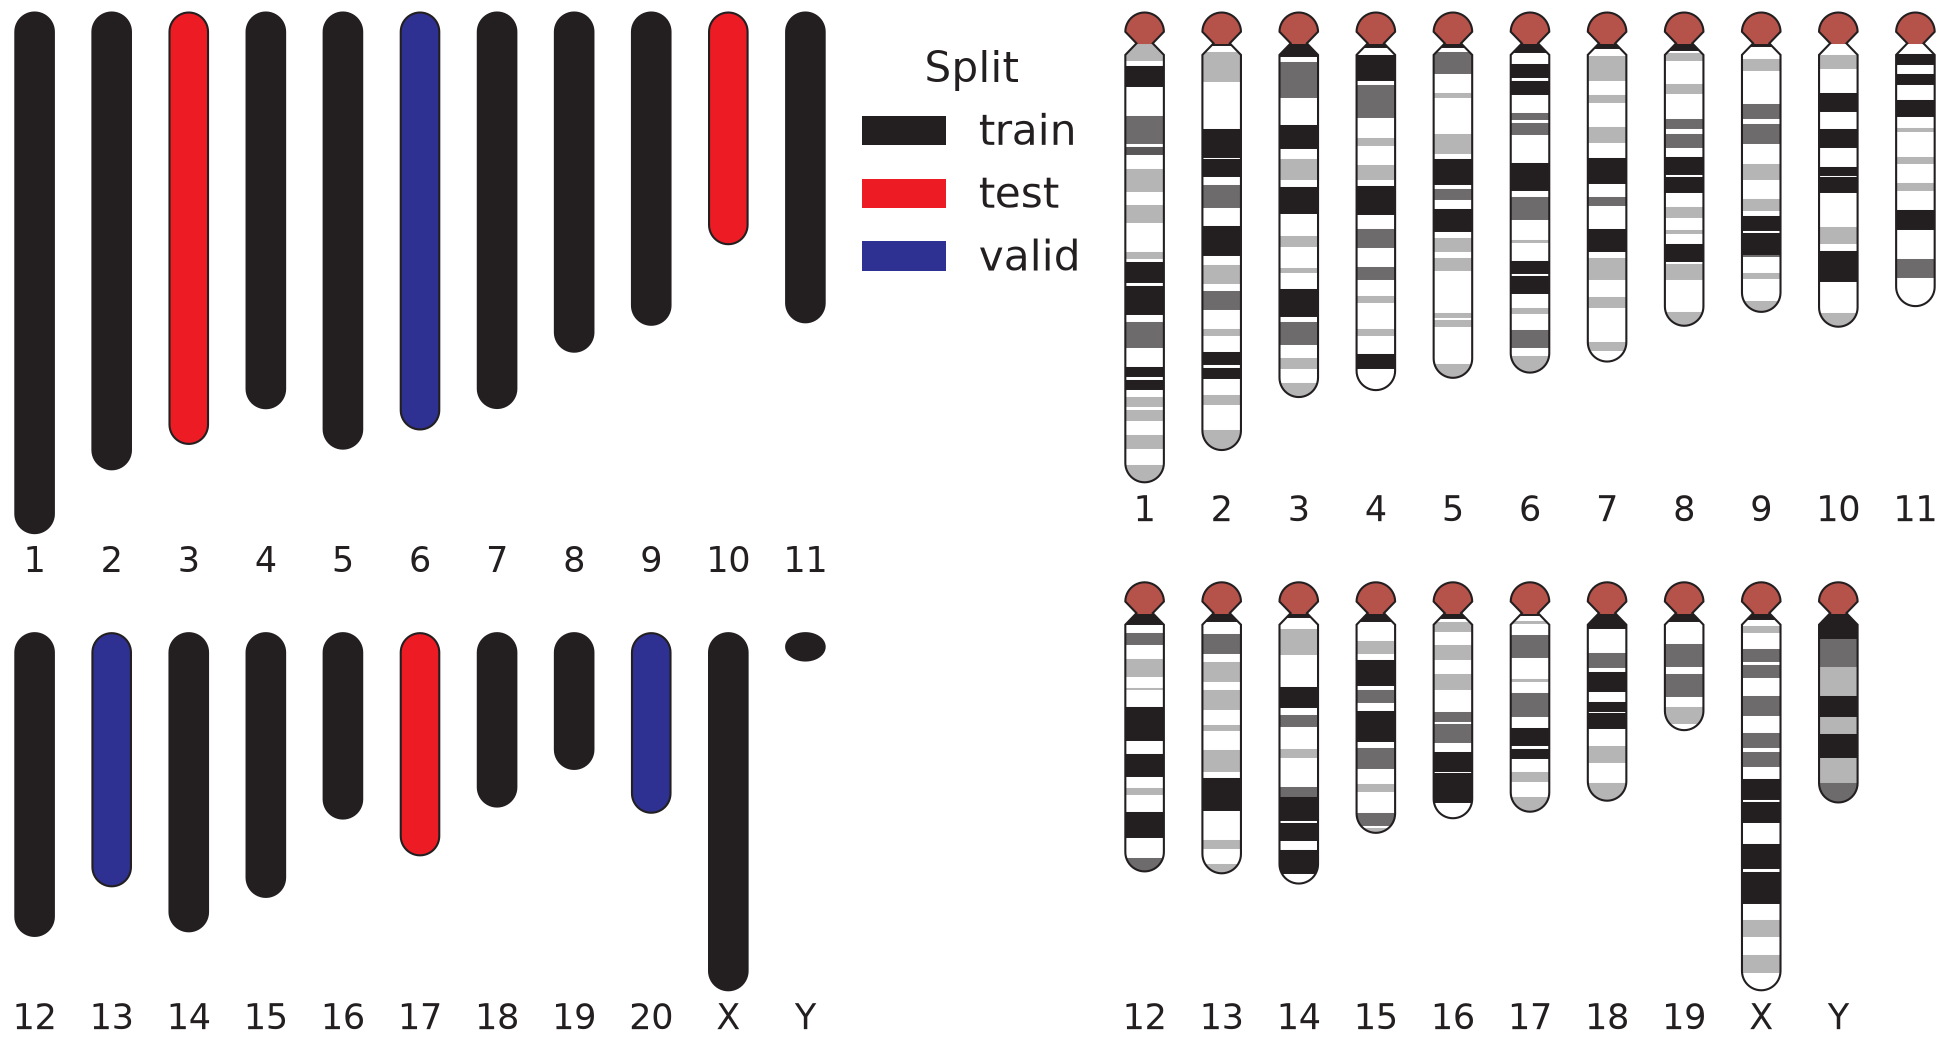 Split
train
test
valid
1 2 3 4 5 6 7 8 9 10 11
1 2 3 4 5 6 7 8 9 10 11
12 13 14 15 16 17 18 19 20 X Y
12 13 14 15 16 17 18 19 X Y